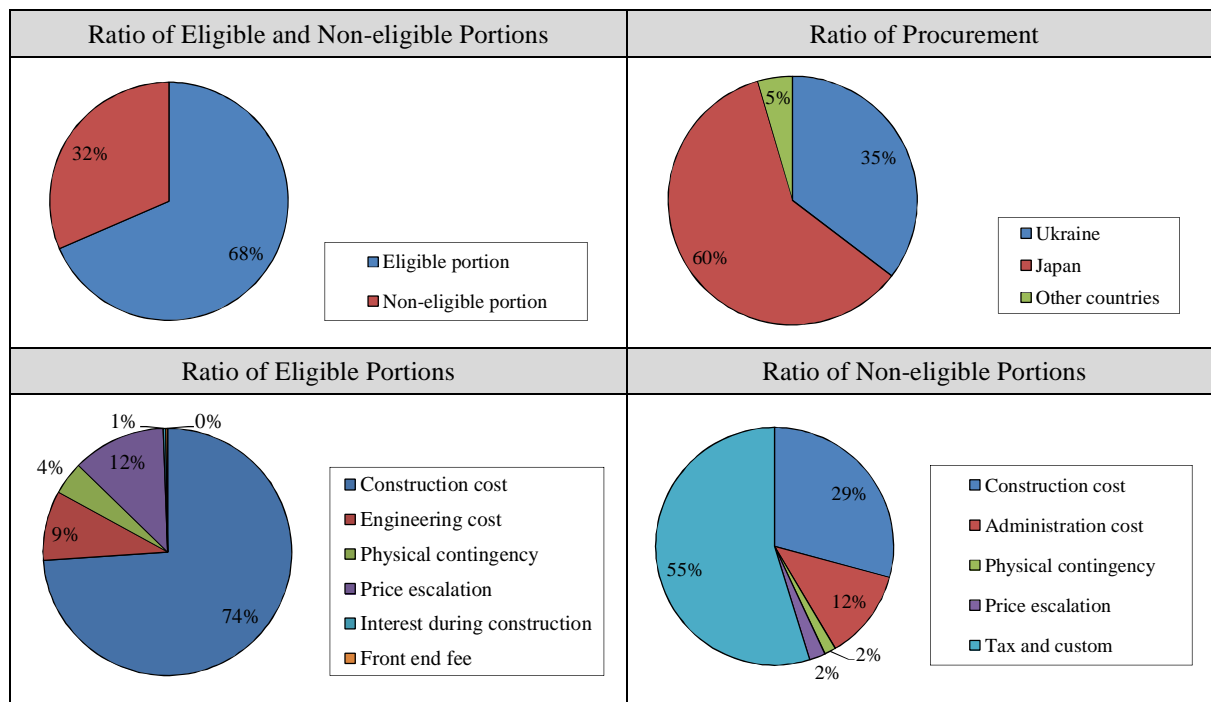 Ratio of Eligible and Non-eligible Portions
32%
68%
Eligible portion
Non-eligible portion
Ratio of Procurement
5%
35%
60%
Ukraine
Japan
Other countries
Ratio of Eligible Portions
1%
0%
4%
12%
9%
74%
Construction cost
Engineering cost
Physical contingency
Price escalation
Interest during construction
Front end fee
Ratio of Non-eligible Portions
29%
55%
12%
2%
2%
Construction cost
Administration cost
Physical contingency
Price escalation
Tax and custom